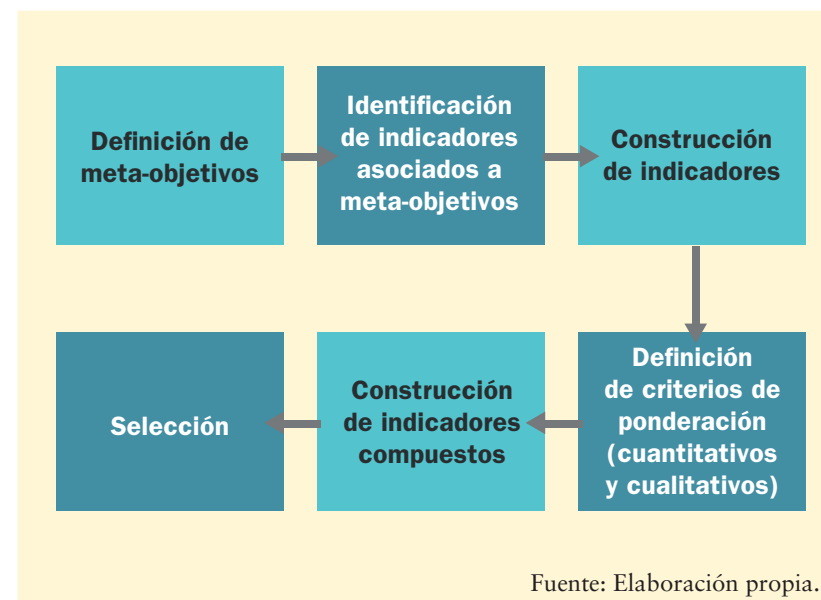 Definición de
meta-objetivos
Identificación
de indicadores
asociados a
meta-objetivos
Construcción
de indicadores
Definición
de criterios de
ponderación
(cuantitativos
y cualitativos)
Construcción
de indicadores
compuestos
Selección
Fuente: Elaboración propia.